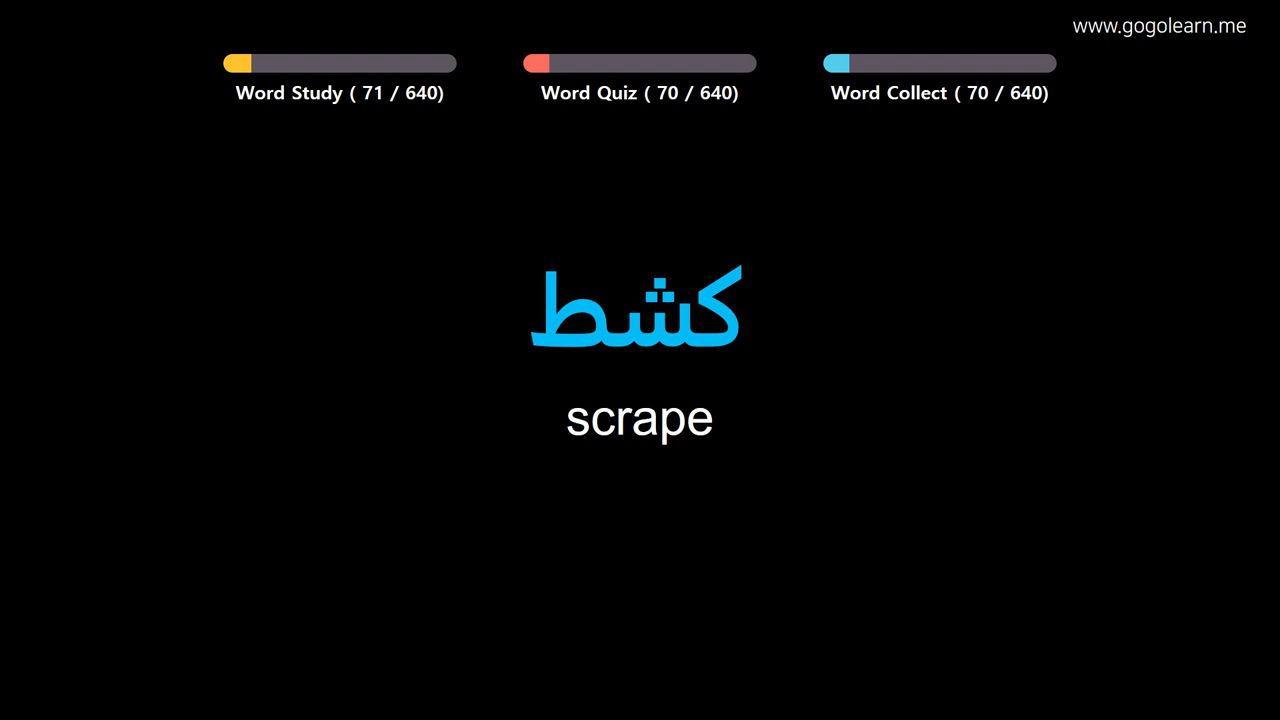 www.gogolearn.me
Word Study ( 71 / 640)
Word Quiz ( 70 / 640)
Word Collect ( 70 / 640)
كشط
scrape